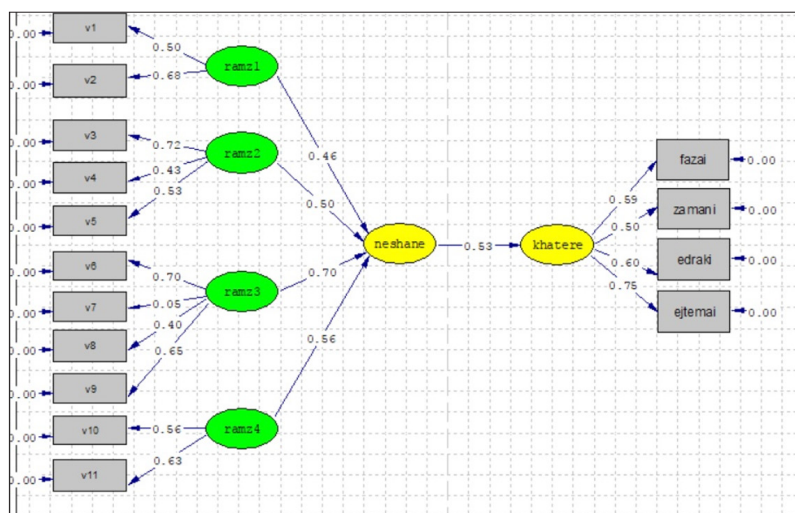 v1
0.50
ramz1
v2
0.68
v3
0.72
ramz2
v4
0.43
v5
0.53
0.46
0.50
v6
0.70
ramz3
0.70
v7
0.05
v8
0.40
v9
0.65
0.56
v10
0.56
ramz4
v11
0.63
neshane
0.53
khatere
0.59
fazai
0.00
0.50
zamani
0.00
0.60
edraki
0.00
0.75
ejtemai
0.00
0.00
0.00
0.00
0.00
0.00
0.00
0.00
0.00
0.00
0.00
0.00